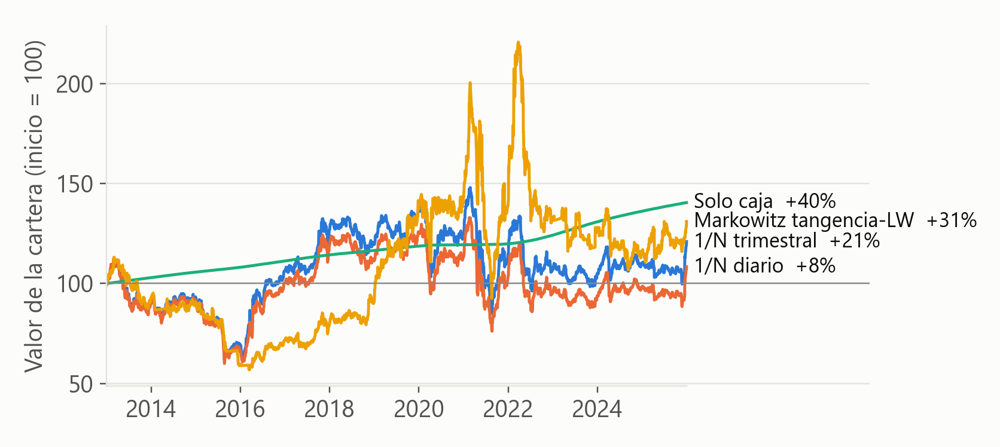 Valor de la cartera (inicio = 100)
200
150
100
50
2014 2016 2018 2020 2022 2024
Solo caja +40%
Markowitz tangencia-LW +31%
1/N trimestral +21%
1/N diario +8%